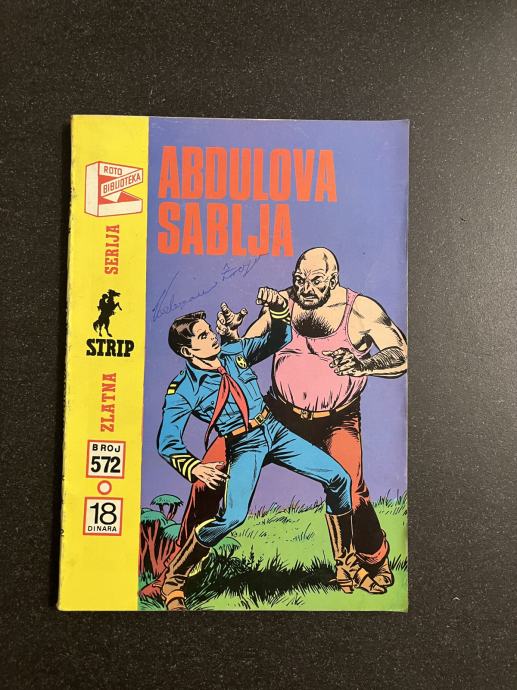 ROTO
BIBLIOTEKA
ZLATNA SERIJA
STRIP
BROJ
572
18
DINARA
ABDULOVA
SABLJA